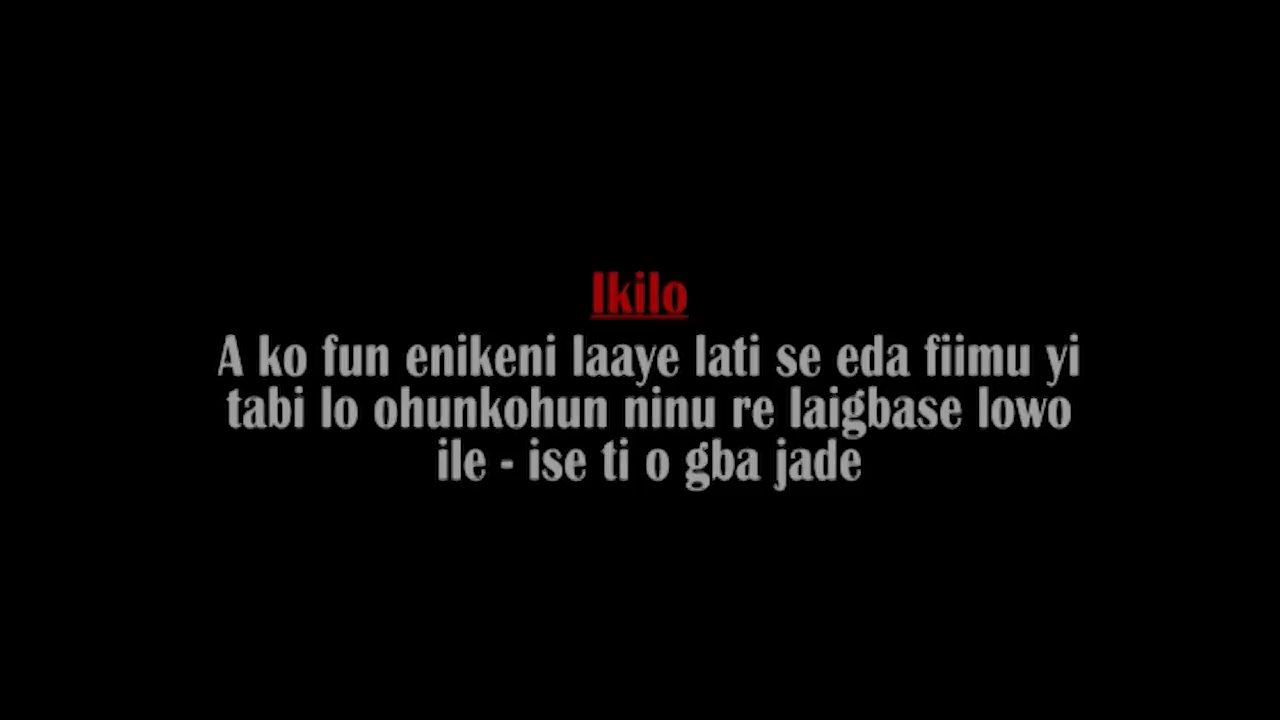 Ikilo
A ko fun enikeni laaye lati se eda fiimu yi
tabi lo ohunkohun ninu re laigbase lowo
ile - ise ti o gba jade